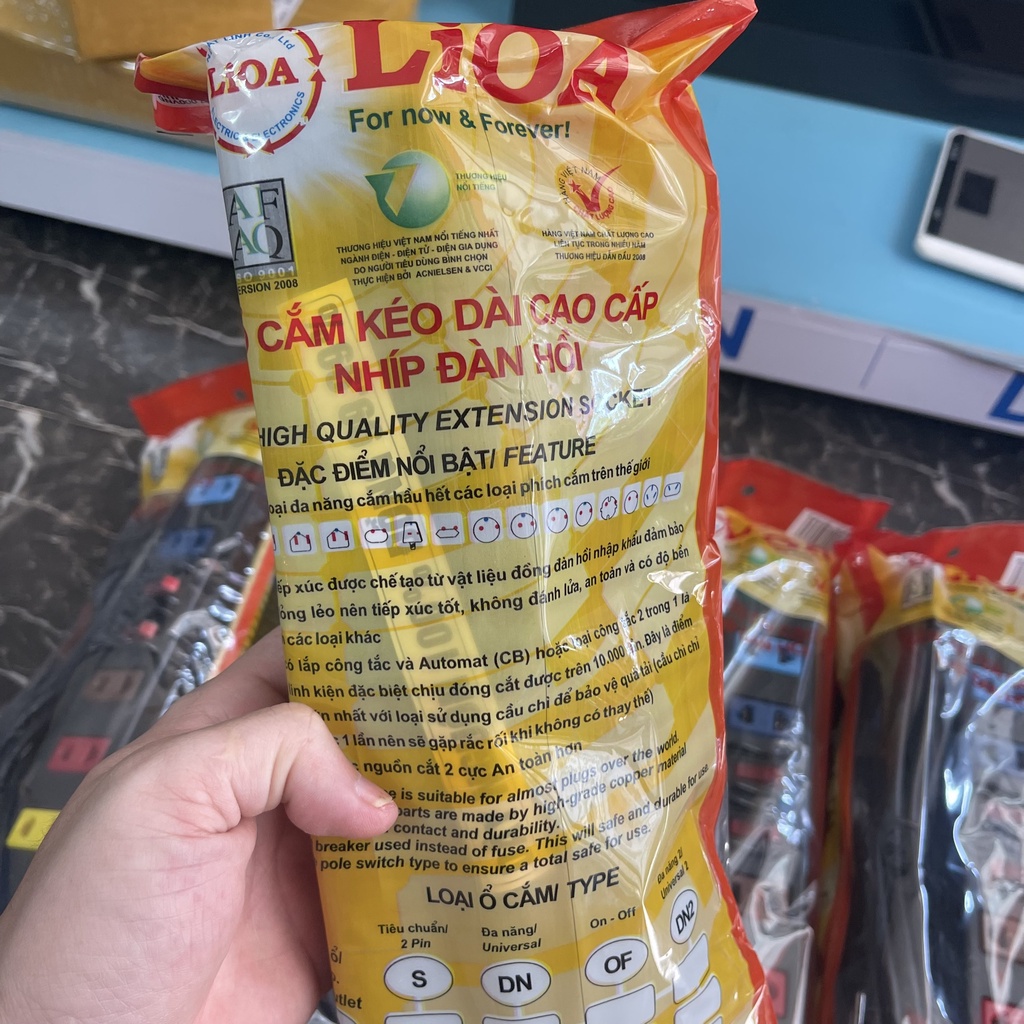 LiOA
LiOA
For now & Forever!
THƯƠNG HIỆU
NỔI TIẾNG
THƯƠNG HIỆU VIỆT NAM NỔI TIẾNG NHẤT
NGÀNH ĐIỆN - ĐIỆN TỬ - ĐIỆN GIA DỤNG
DO NGƯỜI TIÊU DÙNG BÌNH CHỌN
THỰC HIỆN BỞI ACNIELSEN & VCCI
HÀNG VIỆT NAM CHẤT LƯỢNG CAO
LIÊN TỤC TRONG NHIỀU NĂM
THƯƠNG HIỆU DẪN ĐẦU 2008
AF
AQ
ISO 9001
VERSION 2008
CẮM KÉO DÀI CAO CẤP
NHÍP ĐÀN HỒI
HIGH QUALITY EXTENSION SOCKET
ĐẶC ĐIỂM NỔI BẬT/ FEATURE
đa năng cắm hầu hết các loại phích cắm trên thế giới
xúc được chế tạo từ vật liệu đồng đàn hồi nhập khẩu đảm bảo
lẻo nên tiếp xúc tốt, không đánh lửa, an toàn và có độ bền
các loại khác
lắp công tắc và Automat (CB) hoặc loại công tắc 2 trong 1 là
linh kiện đặc biệt chịu đóng cắt được trên 10.000 lần. Đây là điểm
nhất với loại sử dụng cầu chì để bảo vệ quá tải (cầu chì chỉ
1 lần nên sẽ gặp rắc rối khi không có thay thế)
nguồn cắt 2 cực An toàn hơn
is suitable for almost plugs over the world.
parts are made by high-grade copper material
contact and durability.
breaker used instead of fuse. This will safe and durable for use.
pole switch type to ensure a total safe for use.
LOẠI Ổ CẮM/ TYPE
Tiêu chuẩn/
2 Pin
Đa năng/
Universal
On - Off
Đa năng 2/
Universal 2
S
DN
OF
DN2